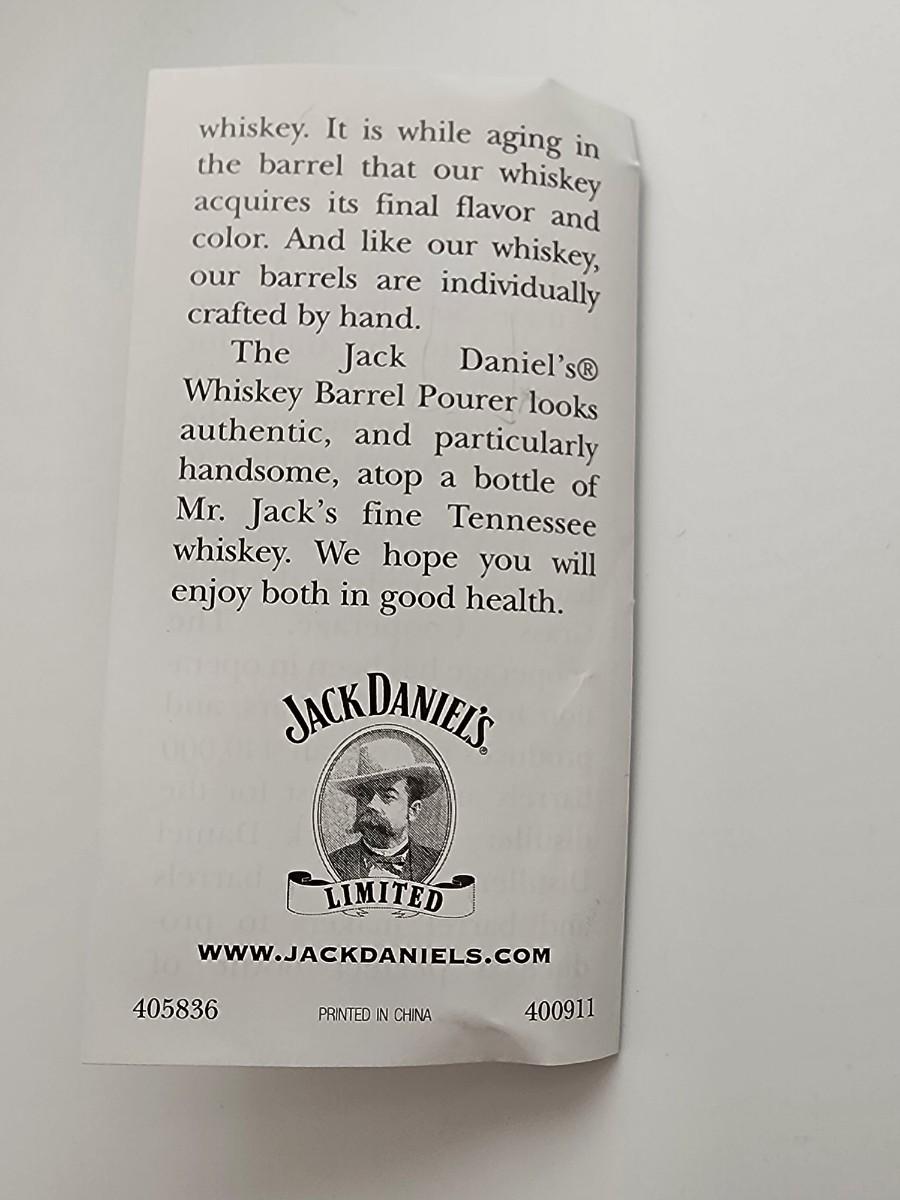 whiskey. It is while aging in
the barrel that our whiskey
acquires its final flavor and
color. And like our whiskey,
our barrels are individually
crafted by hand.
The Jack Daniel's®
Whiskey Barrel Pourer looks
authentic, and particularly
handsome, atop a bottle of
Mr. Jack's fine Tennessee
whiskey. We hope you will
enjoy both in good health.
JACK DANIEL'S®
LIMITED
WWW.JACKDANIELS.COM
405836 PRINTED IN CHINA 400911